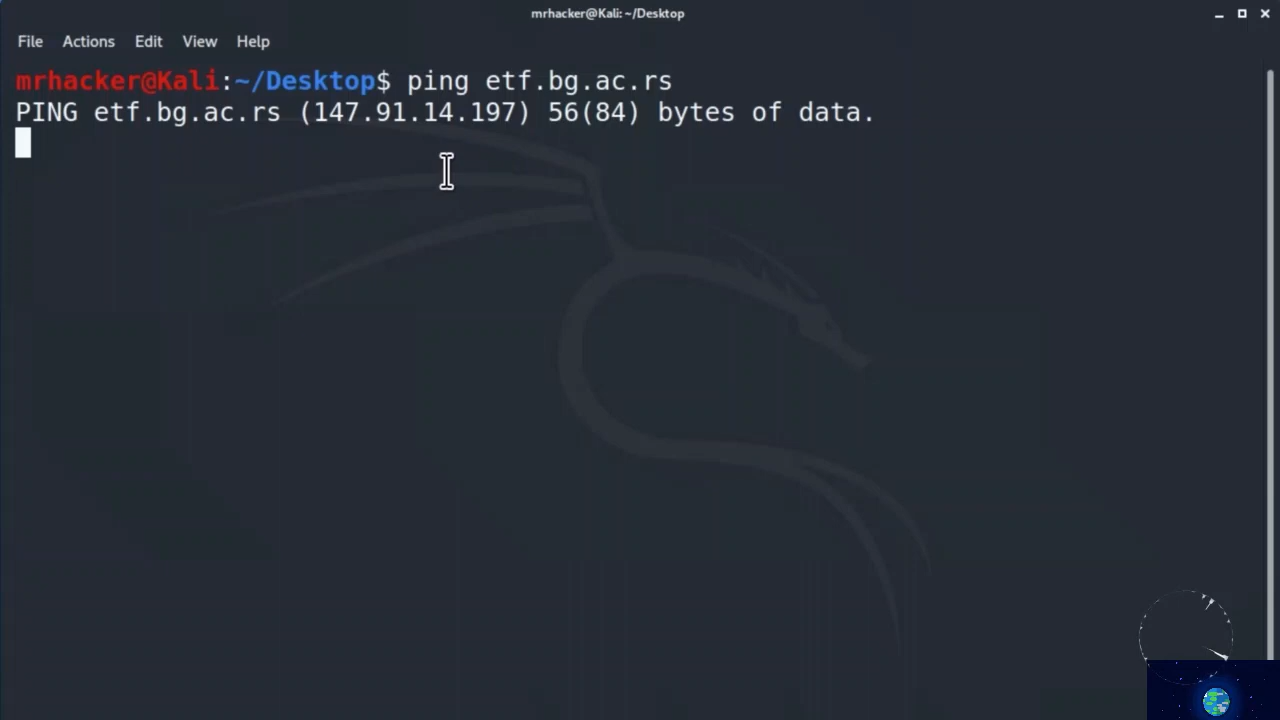 mrhacker@Kali: ~/Desktop
File Actions Edit View Help
mrhacker@Kali:~/Desktop$ ping etf.bg.ac.rs
PING etf.bg.ac.rs (147.91.14.197) 56(84) bytes of data.